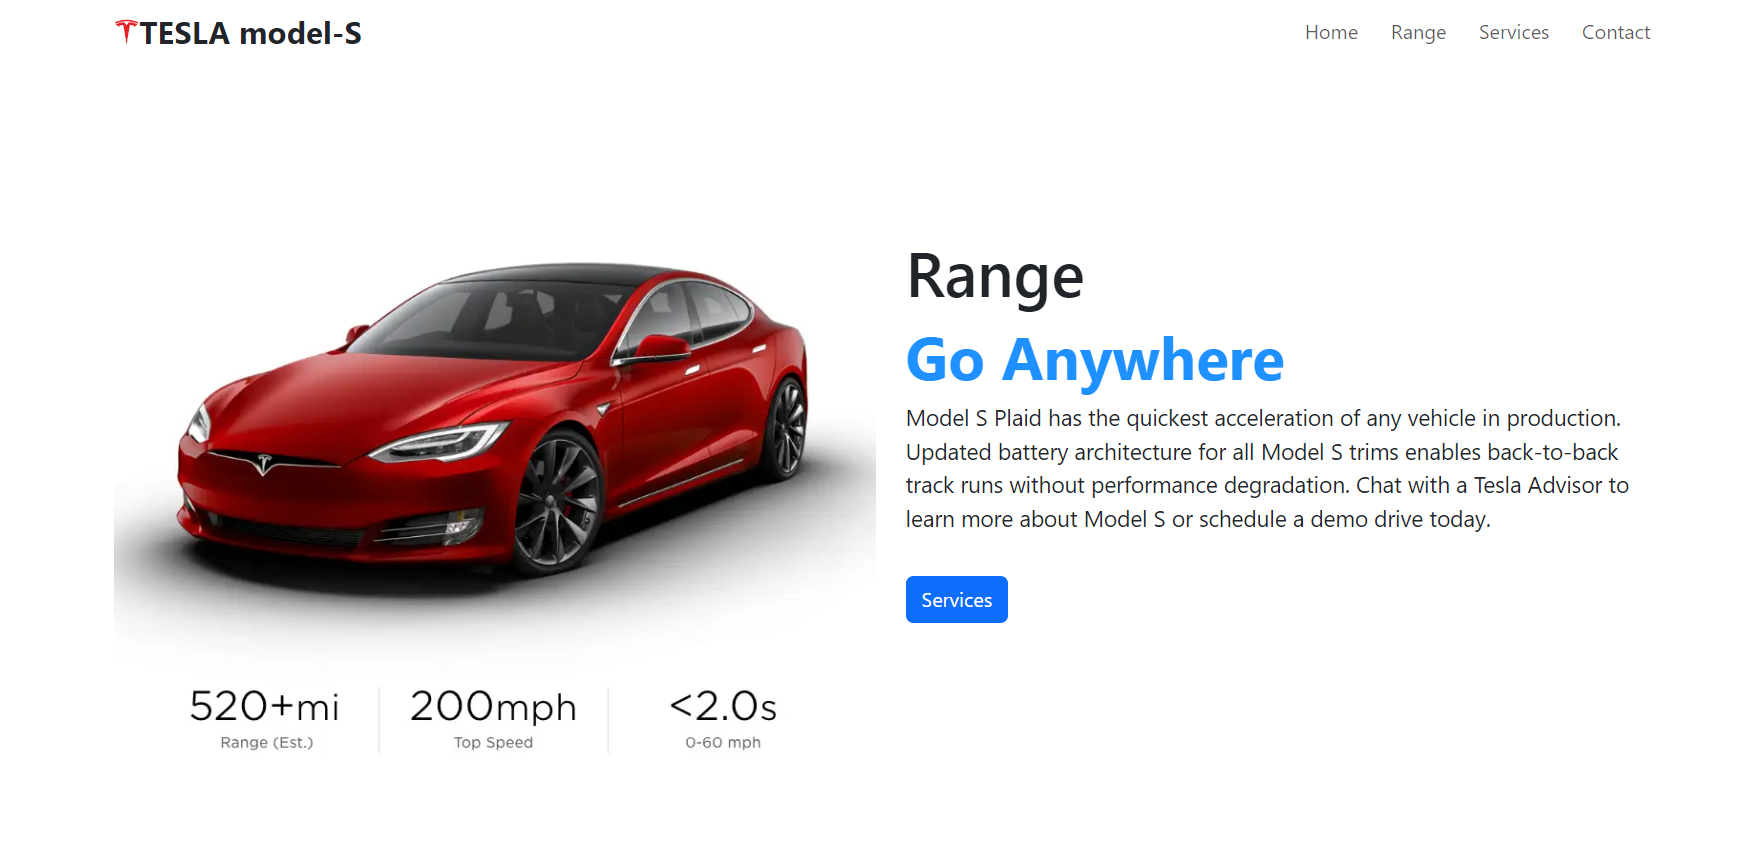 TESLA model-S
Home Range Services Contact
Range
Go Anywhere
Model S Plaid has the quickest acceleration of any vehicle in production.
Updated battery architecture for all Model S trims enables back-to-back
track runs without performance degradation. Chat with a Tesla Advisor to
learn more about Model S or schedule a demo drive today.
Services
520+mi 200mph <2.0s
Range (Est.) Top Speed 0-60 mph